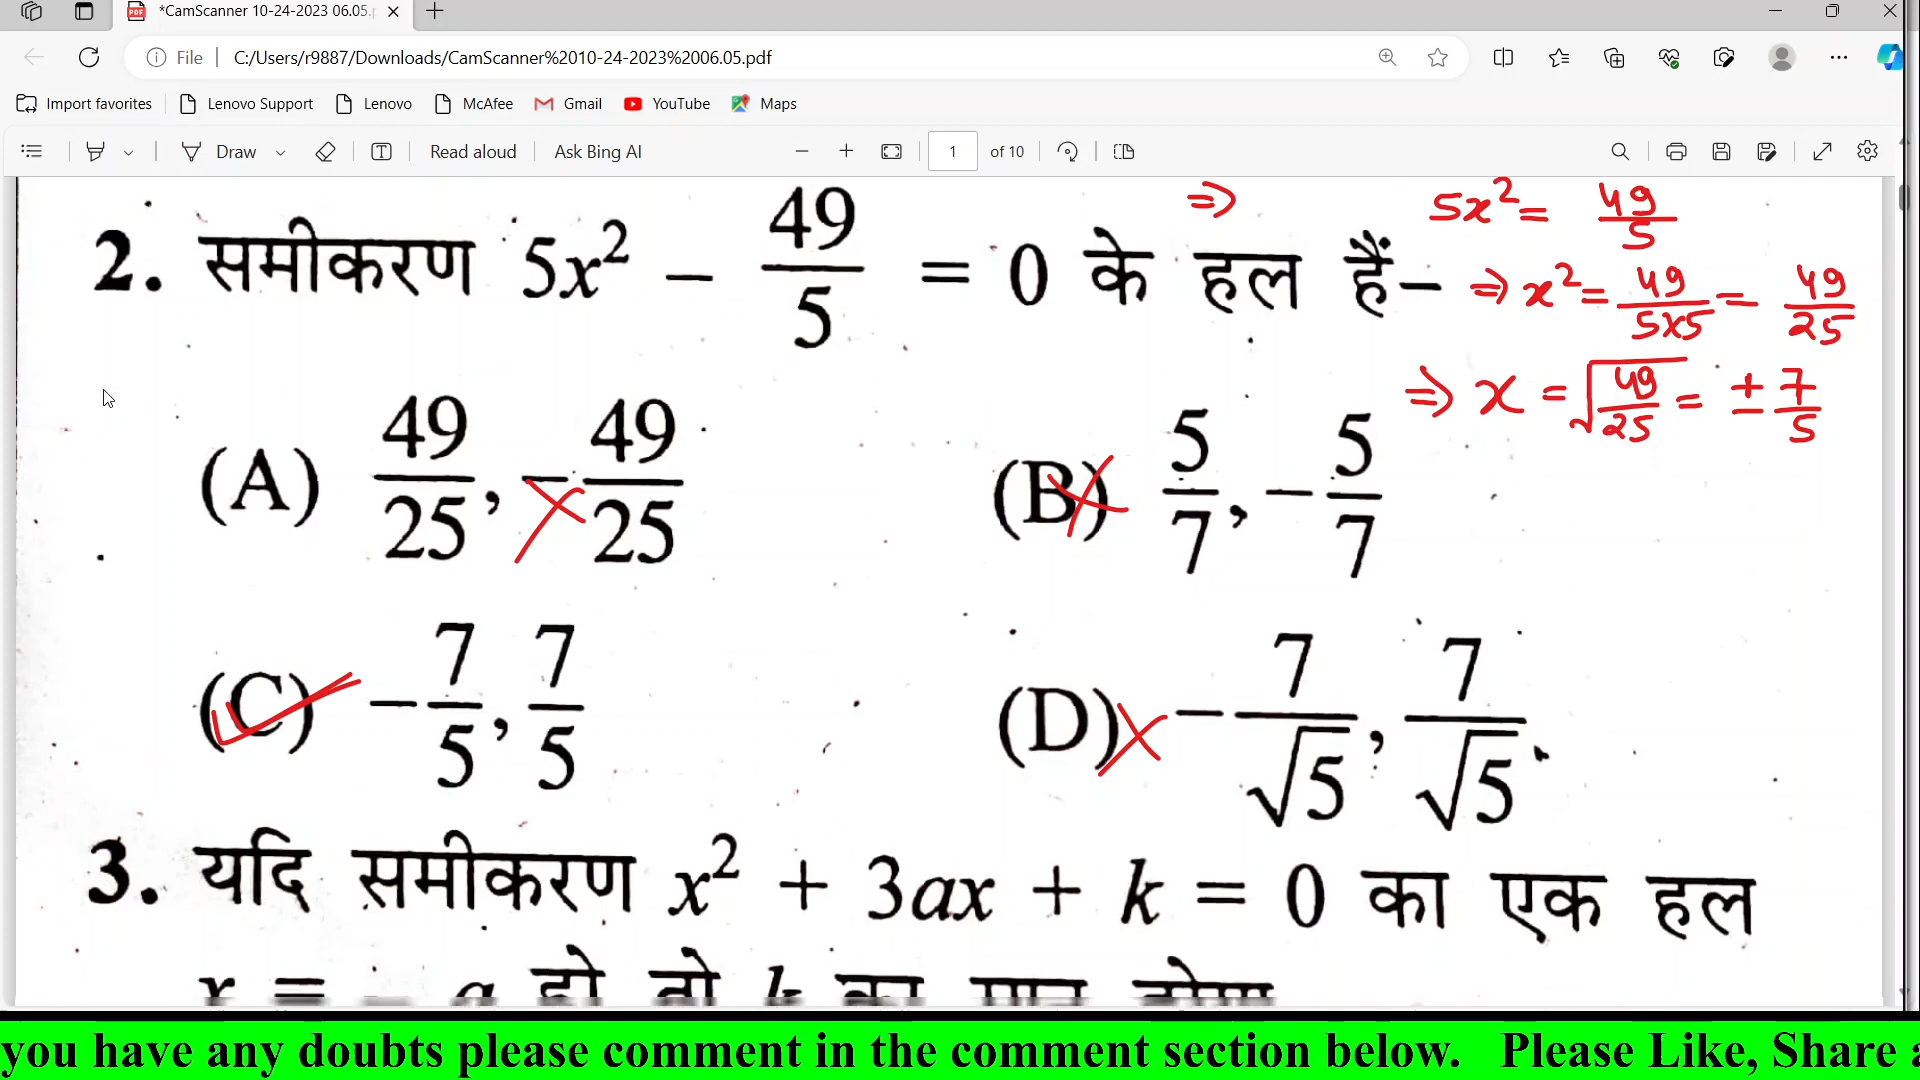 *CamScanner 10-24-2023 06.05.p
File C:/Users/r9887/Downloads/CamScanner%2010-24-2023%2006.05.pdf
Import favorites Lenovo Support Lenovo McAfee Gmail YouTube Maps
Draw Read aloud Ask Bing AI 1 of 10
2. समीकरण 5x² − 49/5 = 0 के हल हैं–
⇒ 5x² = 49/5
⇒ x² = 49/5×5 = 49/25
⇒ x = √49/25 = ± 7/5
(A) 49/25, −49/25 (B) 5/7, −5/7
(C) −7/5, 7/5 (D) −7/√5, 7/√5
3. यदि समीकरण x² + 3ax + k = 0 का एक हल
x = − a हो तो k का मान होगा
you have any doubts please comment in the comment section below. Please Like, Share a